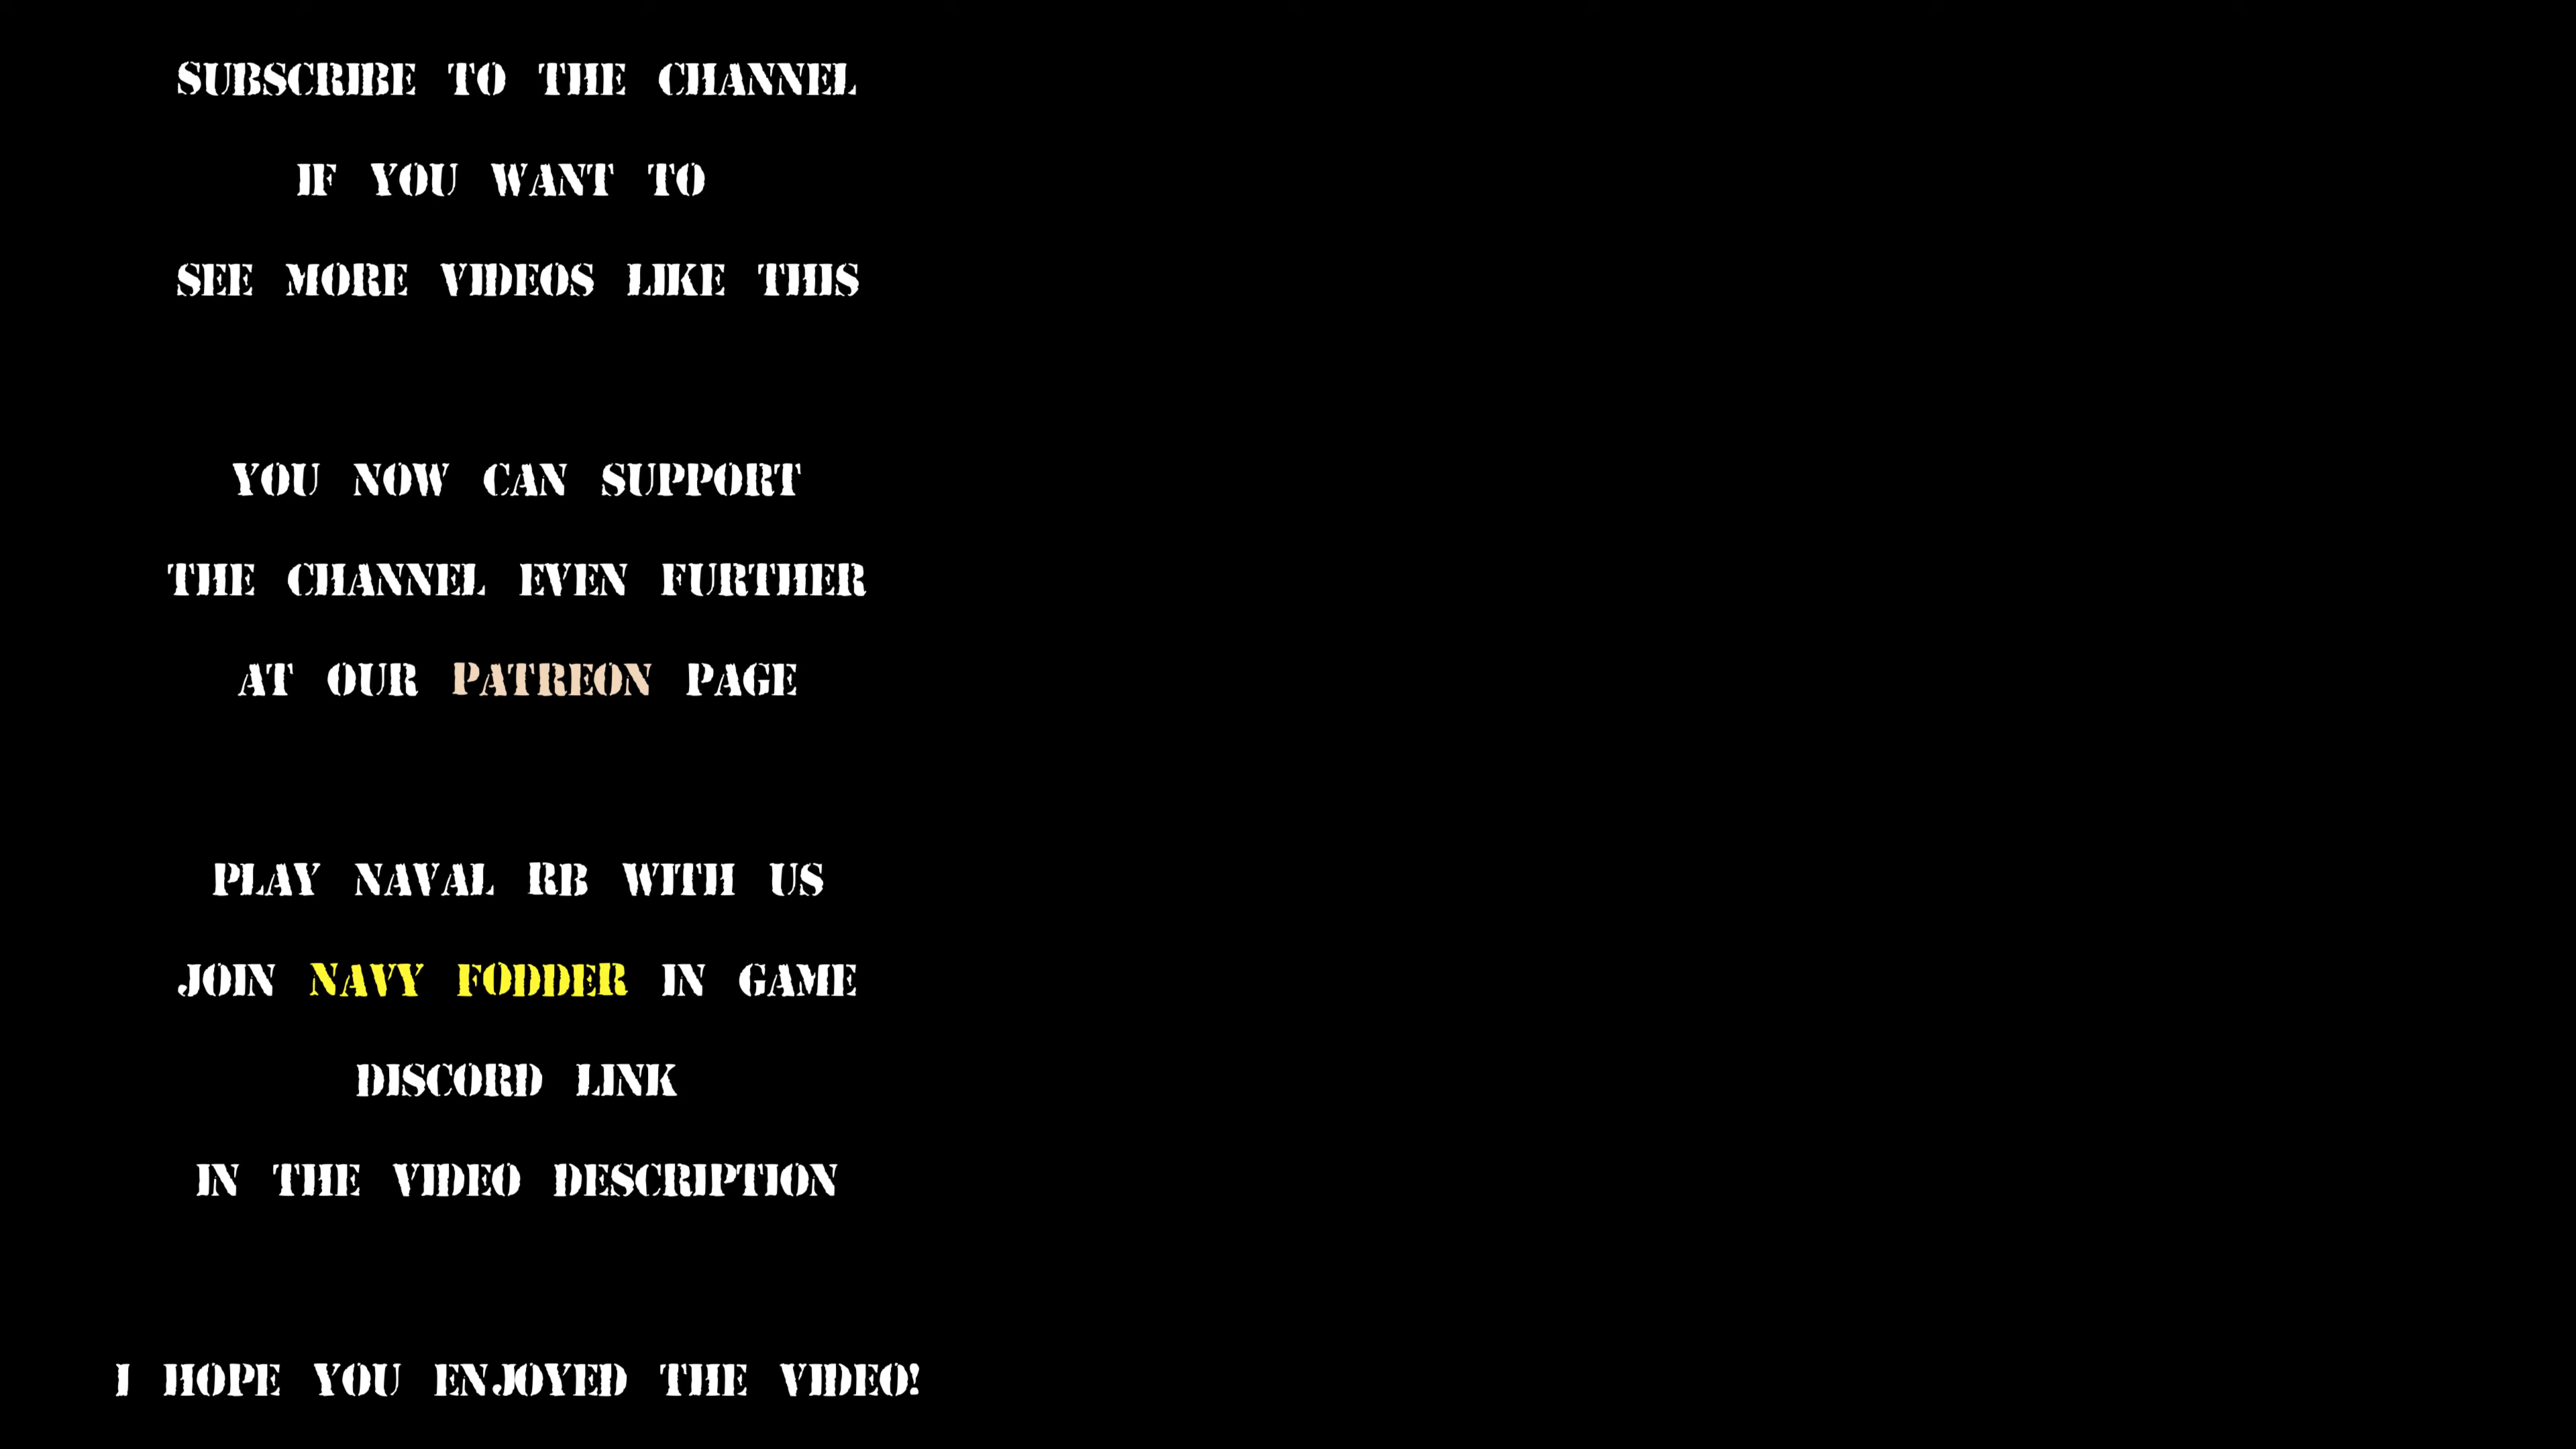 SUBSCRIBE TO THE CHANNEL
IF YOU WANT TO
SEE MORE VIDEOS LIKE THIS
YOU NOW CAN SUPPORT
THE CHANNEL EVEN FURTHER
AT OUR PATREON PAGE
PLAY NAVAL RB WITH US
JOIN NAVY FODDER IN GAME
DISCORD LINK
IN THE VIDEO DESCRIPTION
I HOPE YOU ENJOYED THE VIDEO!